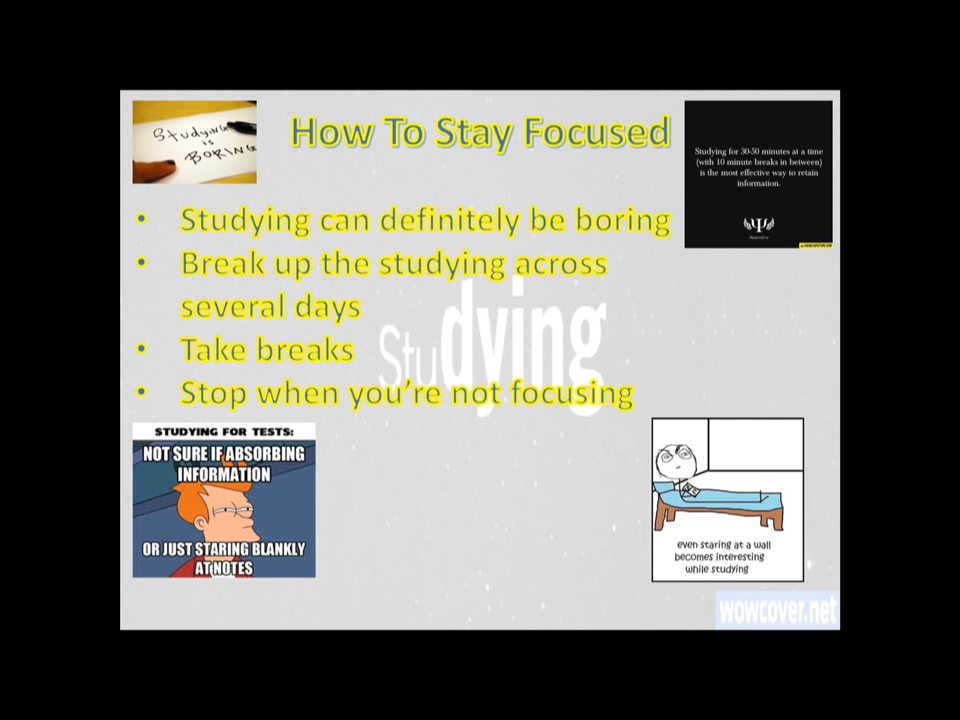 Studying is BORING
How To Stay Focused
Studying for 30-50 minutes at a time
(with 10 minute breaks in between)
is the most effective way to retain
information.
• Studying can definitely be boring
• Break up the studying across
several days
• Take breaks
• Stop when you’re not focusing
Studying
STUDYING FOR TESTS:
NOT SURE IF ABSORBING
INFORMATION
OR JUST STARING BLANKLY
AT NOTES
even staring at a wall
becomes interesting
while studying
wowcover.net